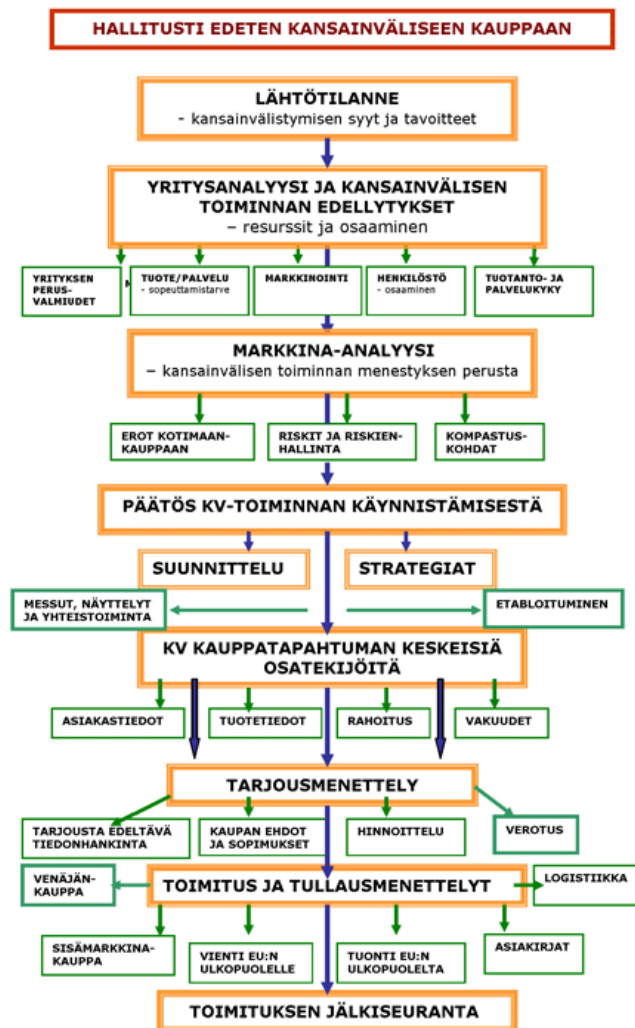 HALLITUSTI EDETEN KANSAINVÄLISEEN KAUPPAAN
LÄHTÖTILANNE
- kansainvälistymisen syyt ja tavoitteet
YRITYSANALYYSI JA KANSAINVÄLISEN
TOIMINNAN EDELLYTYKSET
– resurssit ja osaaminen
YRITYKSEN
PERUS-
VALMIUDET
M
TUOTE/PALVELU
- sopeuttamistarve
MARKKINOINTI
HENKILÖSTÖ
- osaaminen
TUOTANTO- JA
PALVELUKYKY
MARKKINA-ANALYYSI
– kansainvälisen toiminnan menestyksen perusta
EROT KOTIMAAN-
KAUPPAAN
RISKIT JA RISKIEN-
HALLINTA
KOMPASTUS-
KOHDAT
PÄÄTÖS KV-TOIMINNAN KÄYNNISTÄMISESTÄ
SUUNNITTELU
STRATEGIAT
MESSUT, NÄYTTELYT
JA YHTEISTOIMINTA
ETABLOITUMINEN
KV KAUPPATAPAHTUMAN KESKEISIÄ
OSATEKIJÖITÄ
ASIAKASTIEDOT
TUOTETIEDOT
RAHOITUS
VAKUUDET
TARJOUSMENETTELY
TARJOUSTA EDELTÄVÄ
TIEDONHANKINTA
KAUPAN EHDOT
JA SOPIMUKSET
HINNOITTELU
VEROTUS
VENÄJÄN-
KAUPPA
TOIMITUS JA TULLAUSMENETTELYT
LOGISTIIKKA
SISÄMARKKINA-
KAUPPA
VIENTI EU:N
ULKOPUOLELLE
TUONTI EU:N
ULKOPUOLELTA
ASIAKIRJAT
TOIMITUKSEN JÄLKISEURANTA